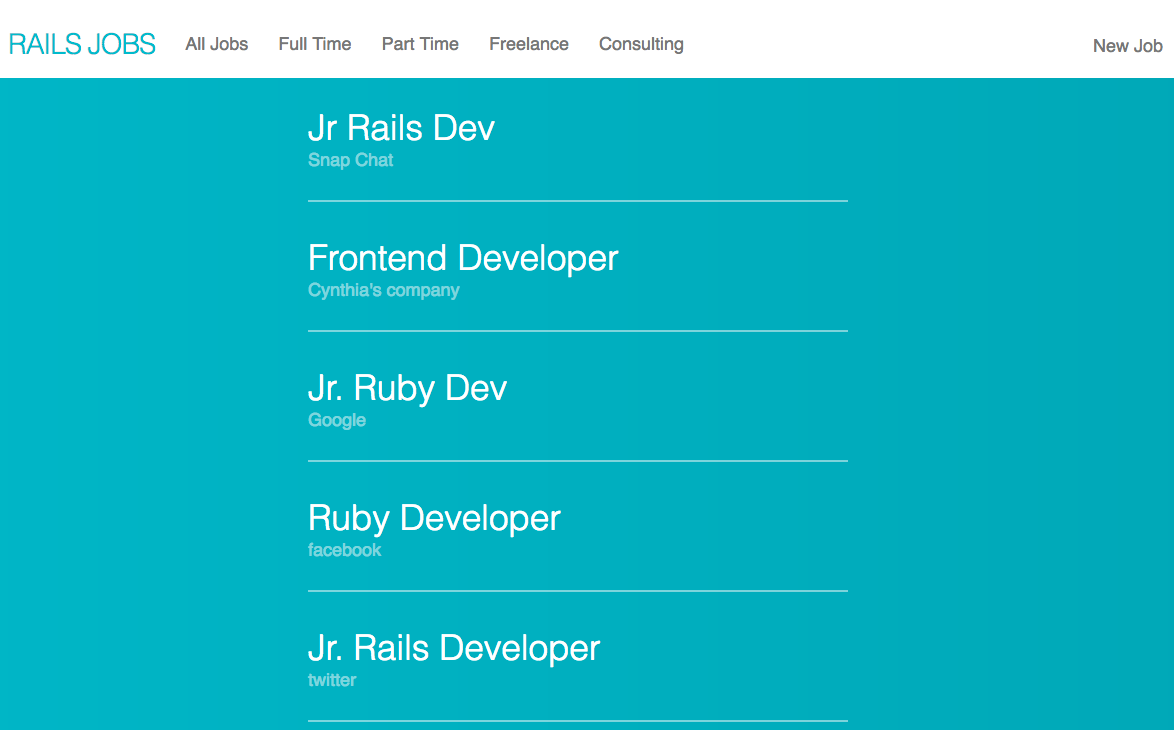 RAILS JOBS All Jobs Full Time Part Time Freelance Consulting New Job
Jr Rails Dev
Snap Chat
Frontend Developer
Cynthia's company
Jr. Ruby Dev
Google
Ruby Developer
facebook
Jr. Rails Developer
twitter